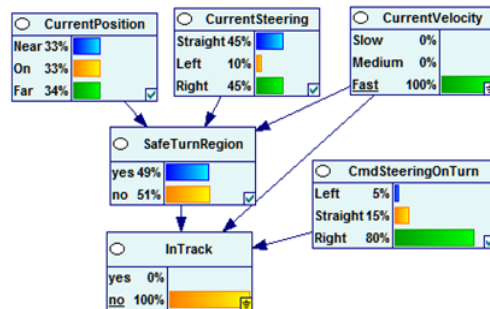 CurrentPosition
Near 33%
On 33%
Far 34%
CurrentSteering
Straight 45%
Left 10%
Right 45%
CurrentVelocity
Slow 0%
Medium 0%
Fast 100%
SafeTurnRegion
yes 49%
no 51%
CmdSteeringOnTurn
Left 5%
Straight 15%
Right 80%
InTrack
yes 0%
no 100%